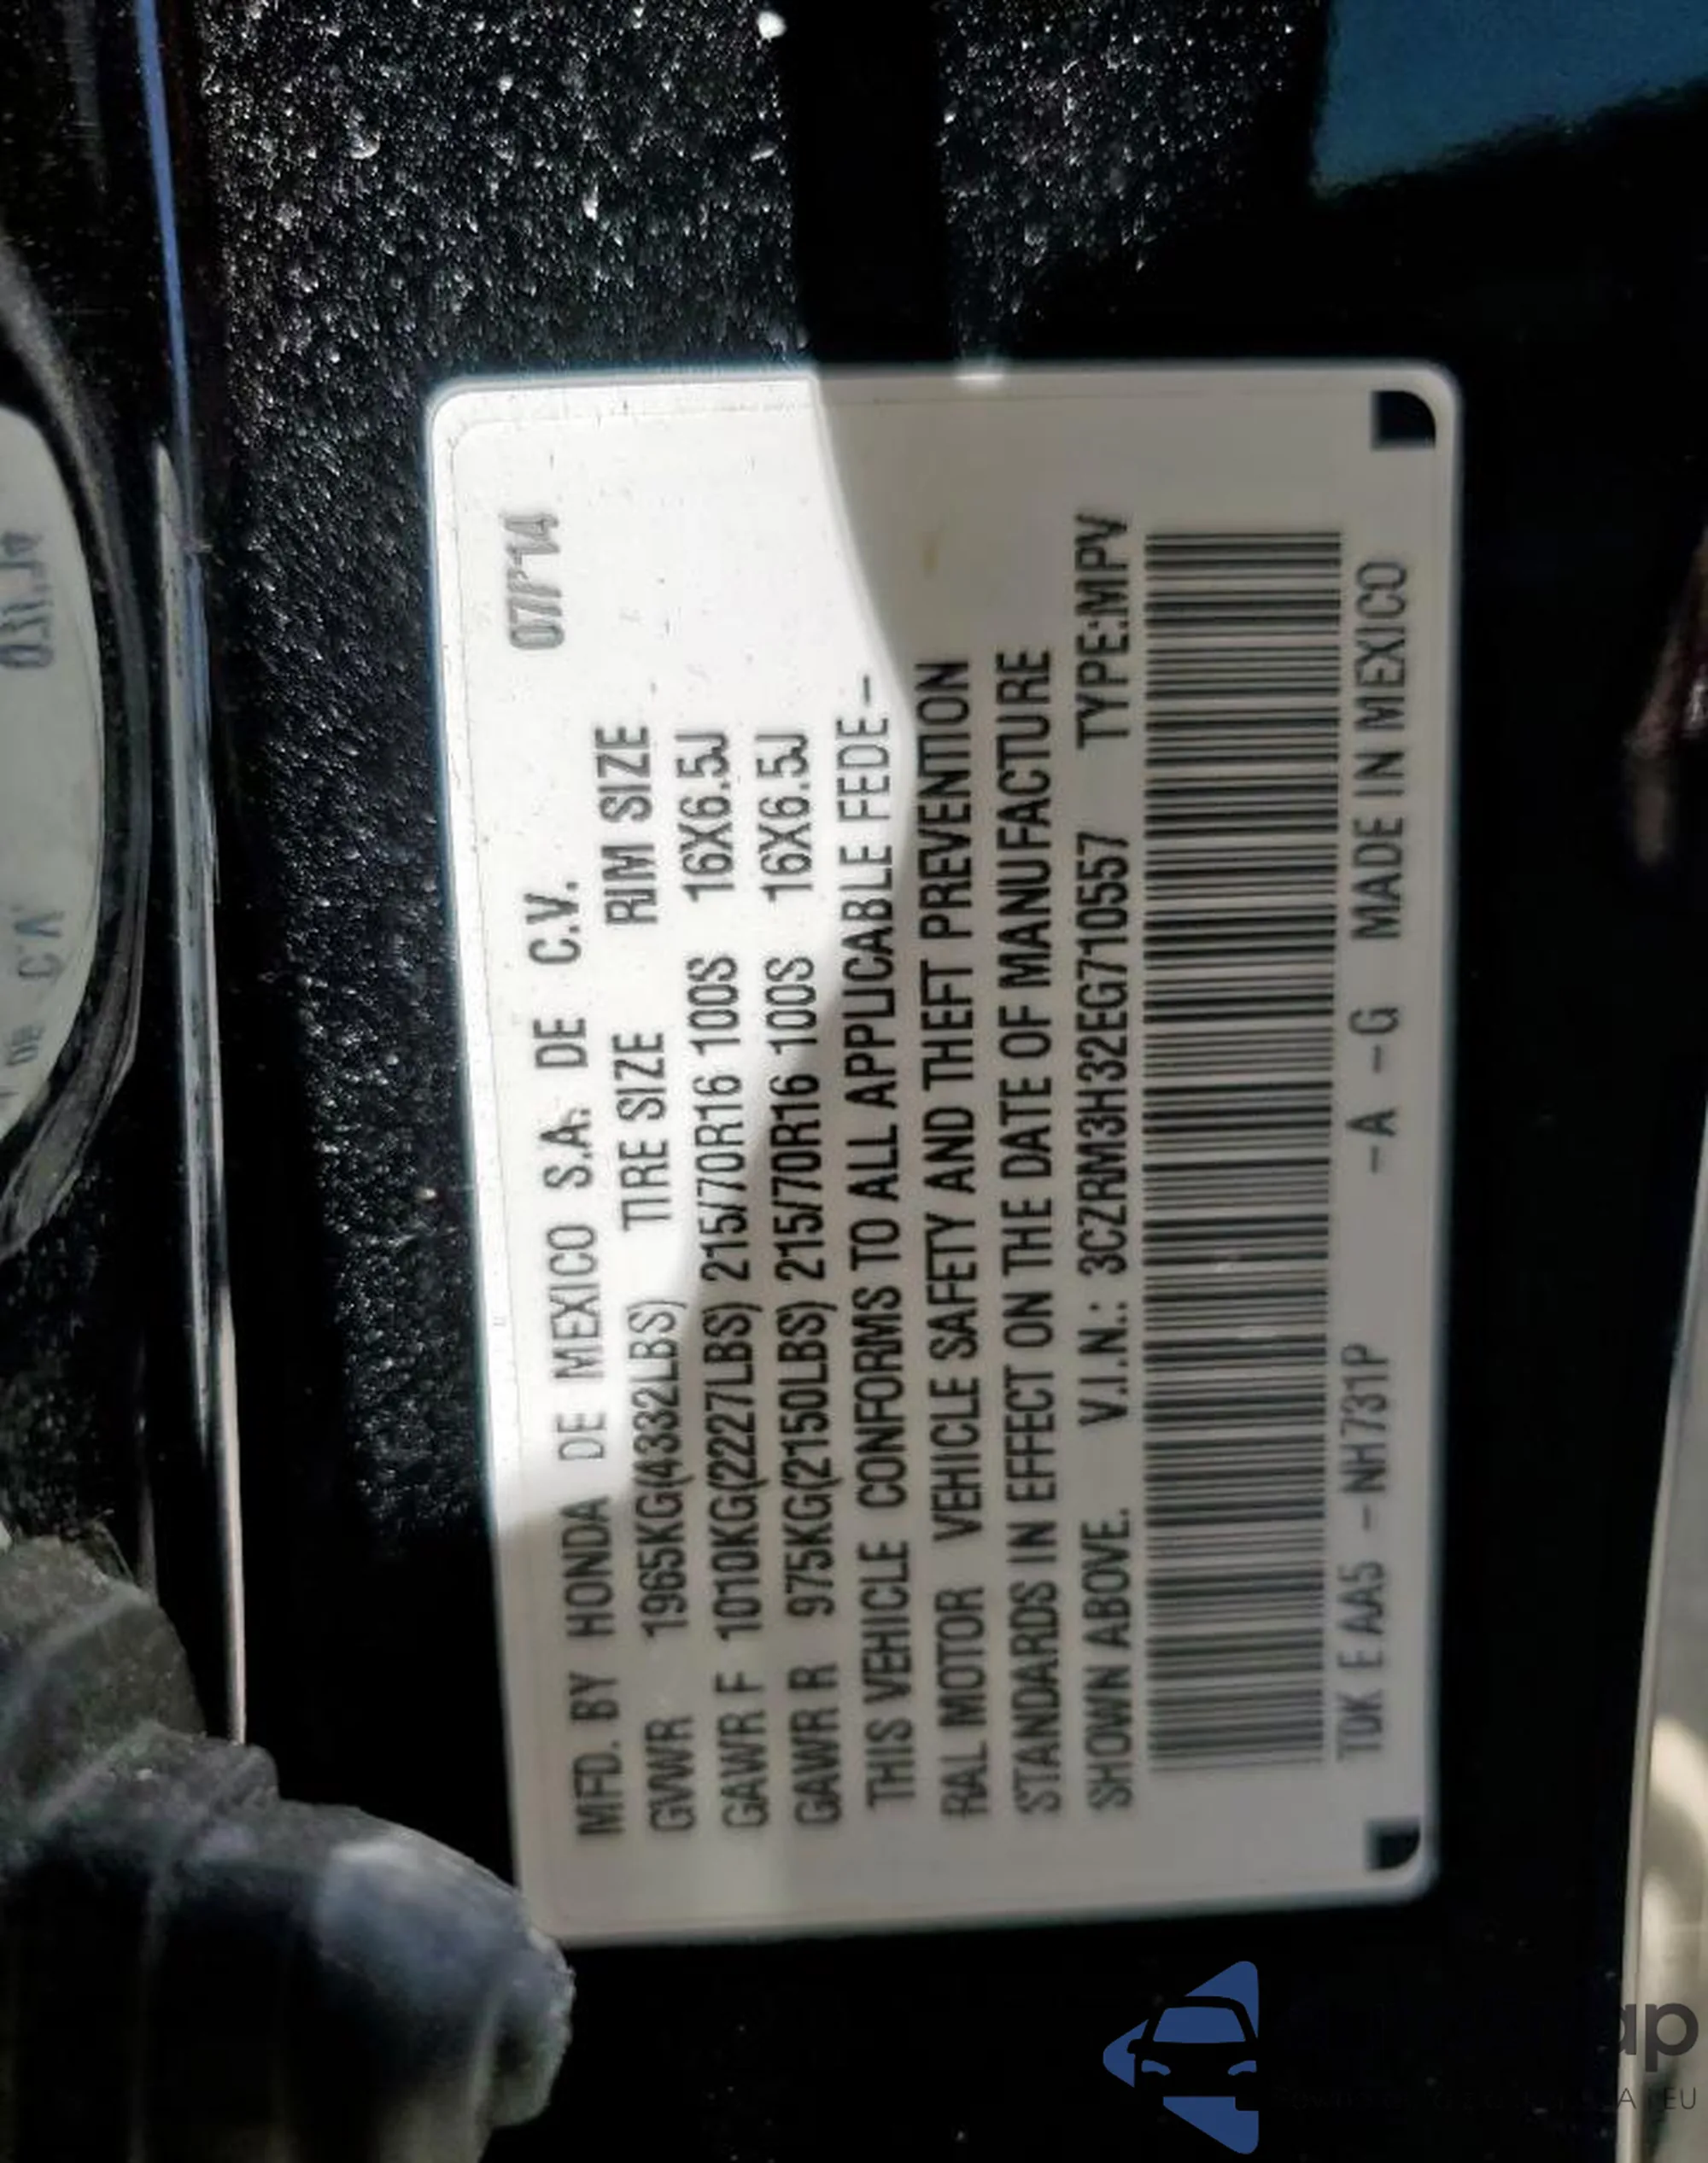 07/'14
MFD. BY HONDA DE MEXICO S.A. DE C.V.
GVWR 1965KG(4332LBS) TIRE SIZE RIM SIZE
GAWR F 1010KG(2227LBS) 215/70R16 100S 16X6.5J
GAWR R 975KG(2150LBS) 215/70R16 100S 16X6.5J
THIS VEHICLE CONFORMS TO ALL APPLICABLE FEDE-
RAL MOTOR VEHICLE SAFETY AND THEFT PREVENTION
STANDARDS IN EFFECT ON THE DATE OF MANUFACTURE
SHOWN ABOVE. V.I.N.: 3CZRM3H32EG710557 TYPE:MPV
TDK E AA5 -NH731P -A -G MADE IN MEXICO